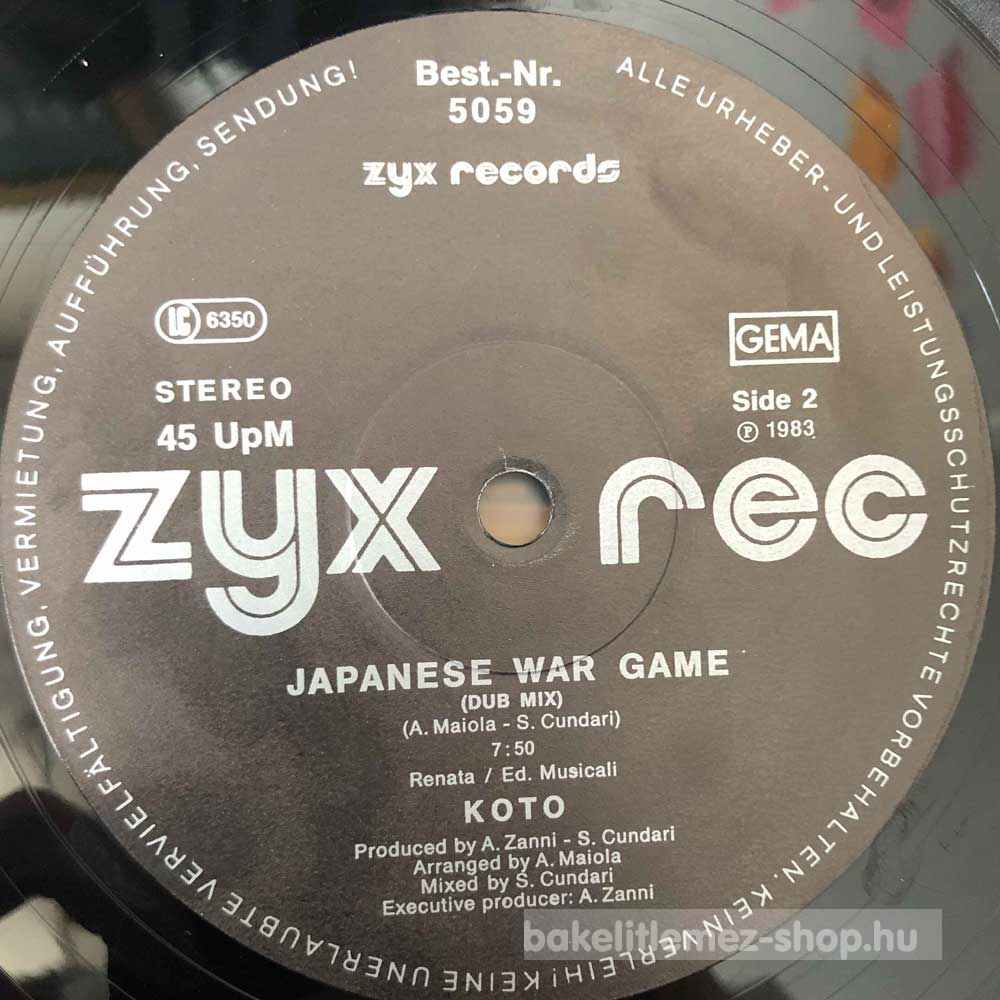 Best.-Nr.
5059
zyx records
LC 6350
GEMA
STEREO
Side 2
45 UpM
℗ 1983
zyx rec
JAPANESE WAR GAME
(DUB MIX)
(A. Maiola - S. Cundari)
7:50
Renata / Ed. Musicali
KOTO
Produced by A. Zanni - S. Cundari
Arranged by A. Maiola
Mixed by S. Cundari
Executive producer: A. Zanni
ALLE URHEBER- UND LEISTUNGSSCHUTZRECHTE VORBEHALTEN. KEIN VERLEIH! KEINE UNERLAUBTE VERVIELFÄLTIGUNG, VERMIETUNG, AUFFÜHRUNG, SENDUNG!
bakelitlemez-shop.hu